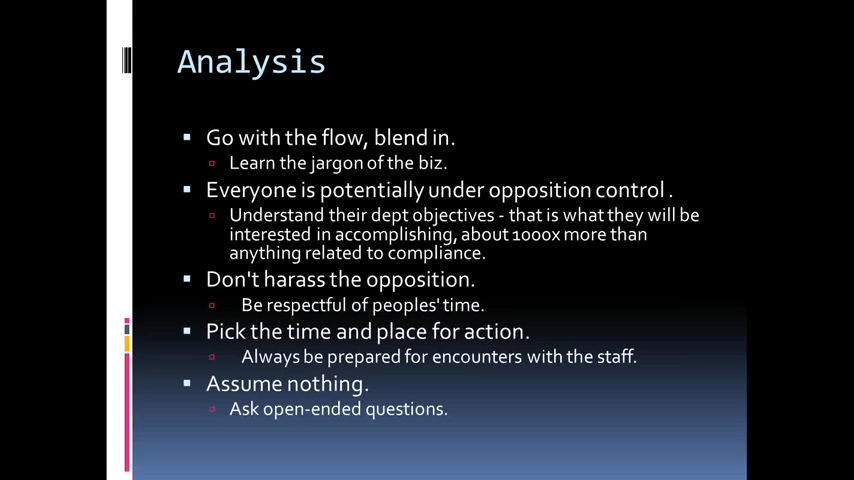 Analysis
Go with the flow, blend in.
Learn the jargon of the biz.
Everyone is potentially under opposition control .
Understand their dept objectives - that is what they will be
interested in accomplishing, about 1000x more than
anything related to compliance.
Don't harass the opposition.
Be respectful of peoples' time.
Pick the time and place for action.
Always be prepared for encounters with the staff.
Assume nothing.
Ask open-ended questions.